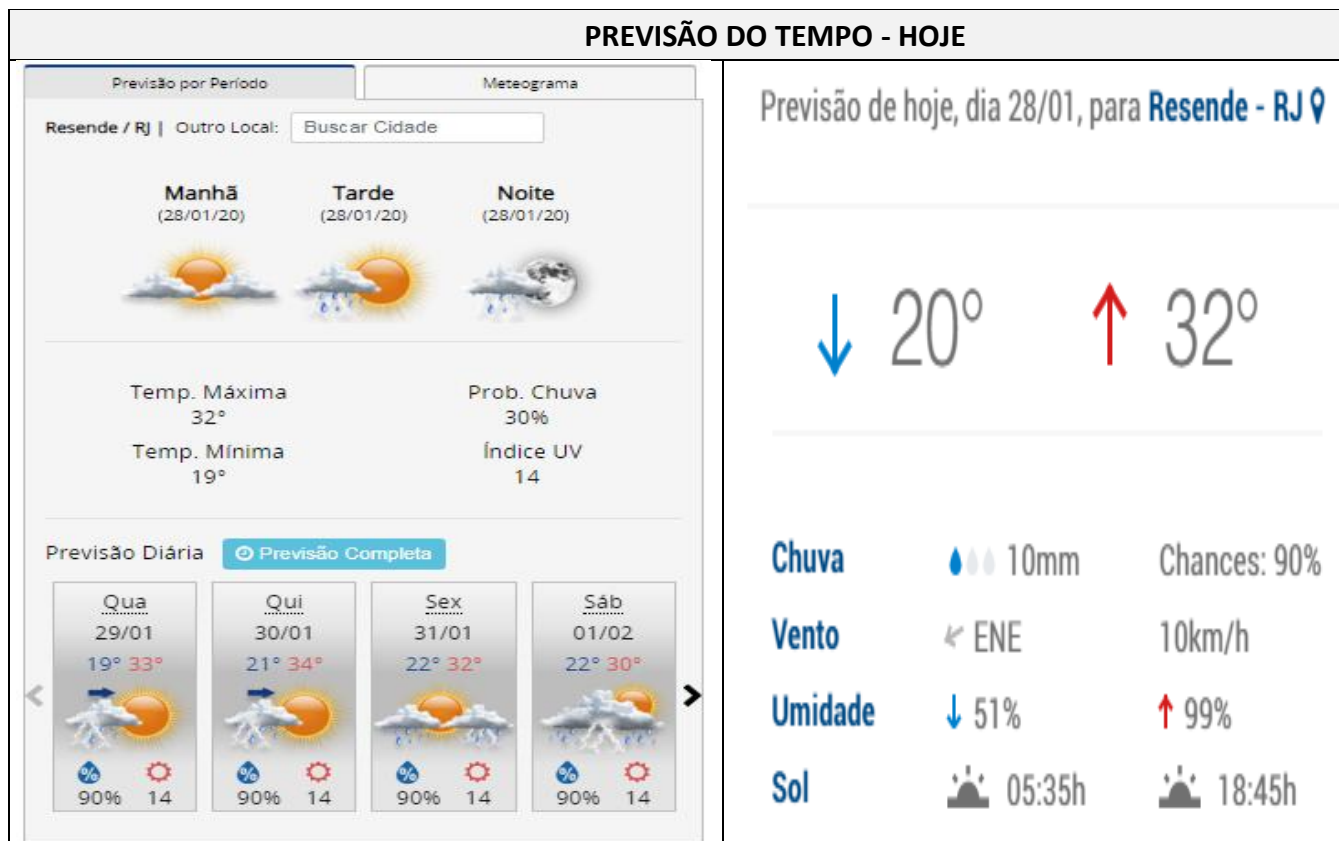 PREVISÃO DO TEMPO - HOJE
Previsão por Período
Meteograma
Resende / RJ | Outro Local: Buscar Cidade
Manhã Tarde Noite
(28/01/20) (28/01/20) (28/01/20)
Temp. Máxima Prob. Chuva
32° 30%
Temp. Mínima Índice UV
19° 14
Previsão Diária Previsão Completa
Qua Qui Sex Sáb
29/01 30/01 31/01 01/02
19° 33° 21° 34° 22° 32° 22° 30°
% % % %
90% 14 90% 14 90% 14 90% 14
Previsão de hoje, dia 28/01, para Resende - RJ
20° 32°
Chuva 10mm Chances: 90%
Vento ENE 10km/h
Umidade 51% 99%
Sol 05:35h 18:45h